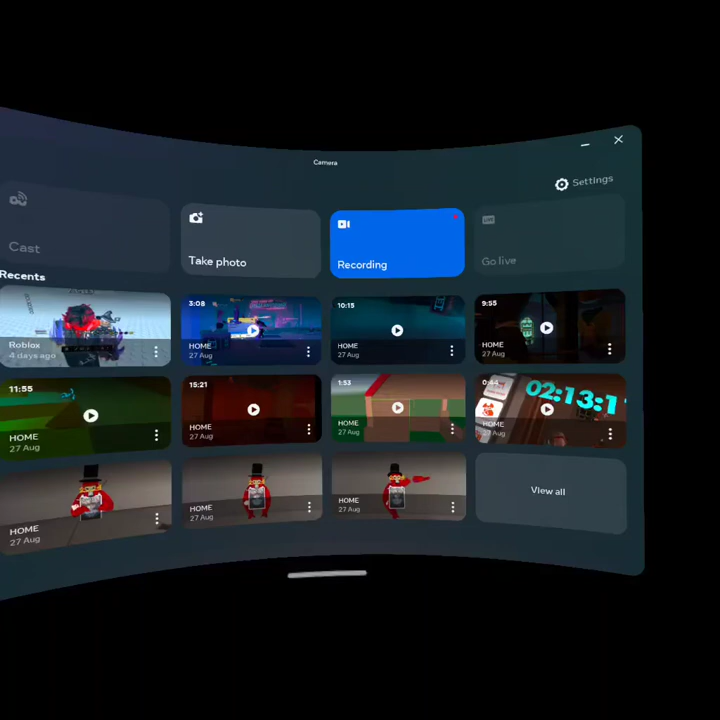 Camera
Settings
Cast
Take photo
Recording
LIVE
Go live
Recents
Roblox
4 days ago
3:08
HOME
27 Aug
10:15
HOME
27 Aug
9:55
HOME
27 Aug
11:55
HOME
27 Aug
15:21
HOME
27 Aug
1:53
HOME
27 Aug
0:44
02:13:1
HOME
27 Aug
HOME
27 Aug
HOME
27 Aug
HOME
27 Aug
View all